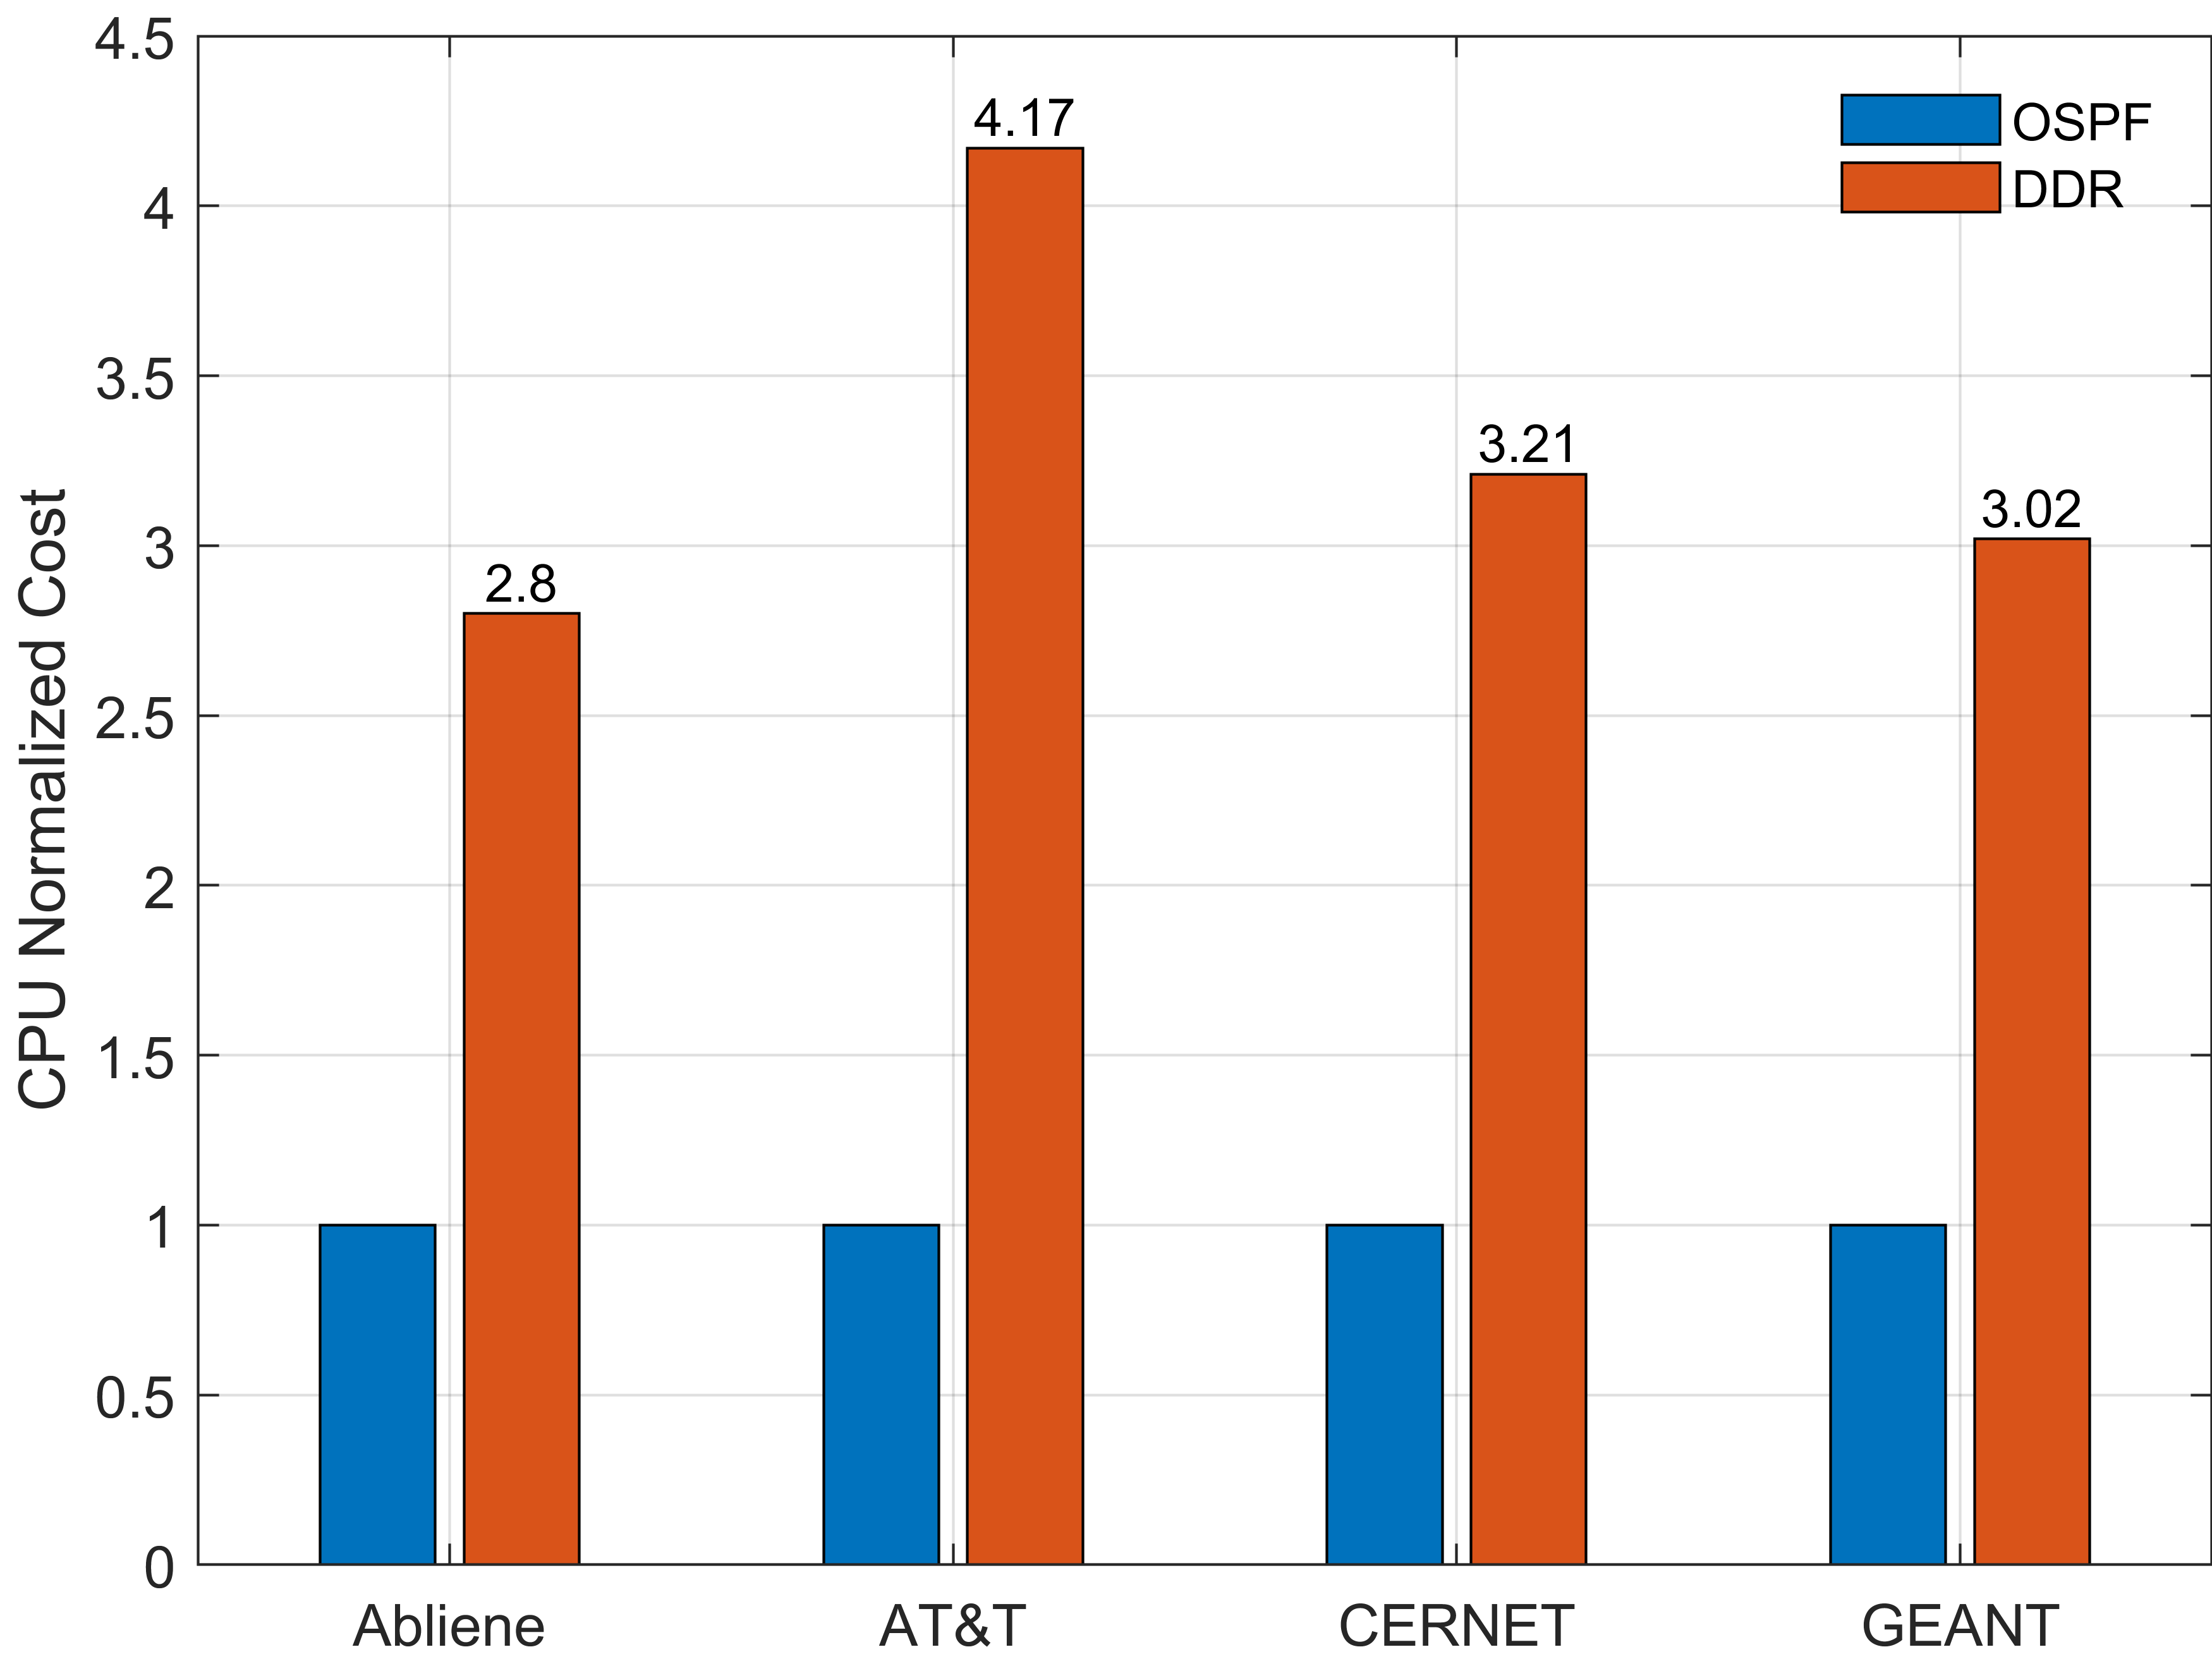 CPU Normalized Cost
4.5
4
3.5
3
2.5
2
1.5
1
0.5
0
2.8
4.17
3.21
3.02
OSPF
DDR
Abliene
AT&T
CERNET
GEANT